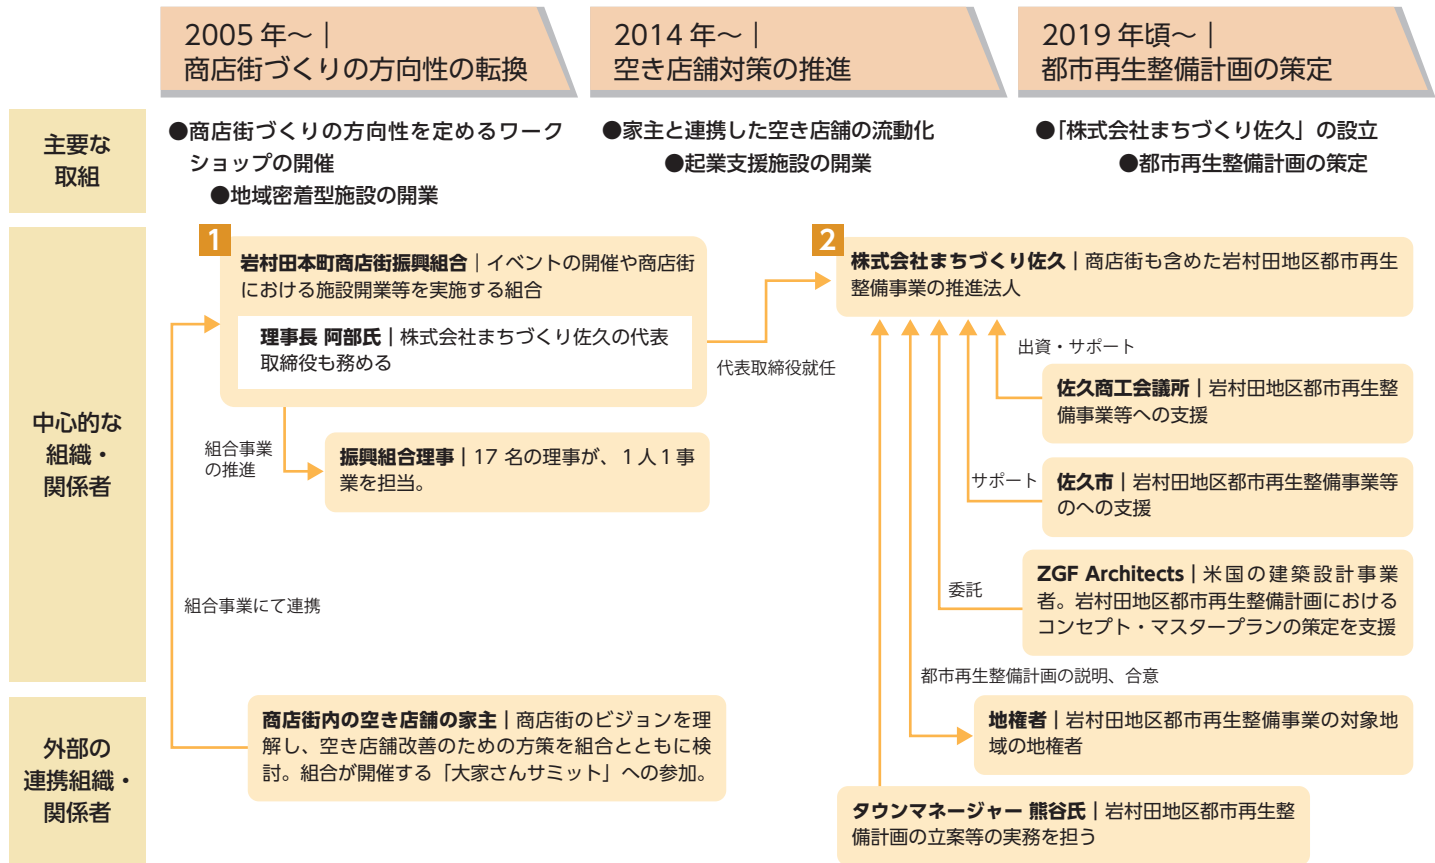 2005 年~｜
商店街づくりの方向性の転換
2014 年~｜
空き店舗対策の推進
2019 年頃~｜
都市再生整備計画の策定
主要な
取組
●商店街づくりの方向性を定めるワーク
ショップの開催
●地域密着型施設の開業
●家主と連携した空き店舗の流動化
●起業支援施設の開業
●「株式会社まちづくり佐久」の設立
●都市再生整備計画の策定
中心的な
組織・
関係者
1
岩村田本町商店街振興組合｜イベントの開催や商店街
における施設開業等を実施する組合
理事長 阿部氏｜株式会社まちづくり佐久の代表
取締役も務める
代表取締役就任
組合事業
の推進
振興組合理事｜17 名の理事が、1 人 1 事
業を担当。
組合事業にて連携
2
株式会社まちづくり佐久｜商店街も含めた岩村田地区都市再生
整備事業の推進法人
出資・サポート
佐久商工会議所｜岩村田地区都市再生整
備事業等への支援
サポート
佐久市｜岩村田地区都市再生整備事業等
のへの支援
委託
ZGF Architects｜米国の建築設計事業
者。岩村田地区都市再生整備計画における
コンセプト・マスタープランの策定を支援
都市再生整備計画の説明、合意
外部の
連携組織・
関係者
商店街内の空き店舗の家主｜商店街のビジョンを理
解し、空き店舗改善のための方策を組合とともに検
討。組合が開催する「大家さんサミット」への参加。
地権者｜岩村田地区都市再生整備事業の対象地
域の地権者
タウンマネージャー 熊谷氏｜岩村田地区都市再生整
備計画の立案等の実務を担う